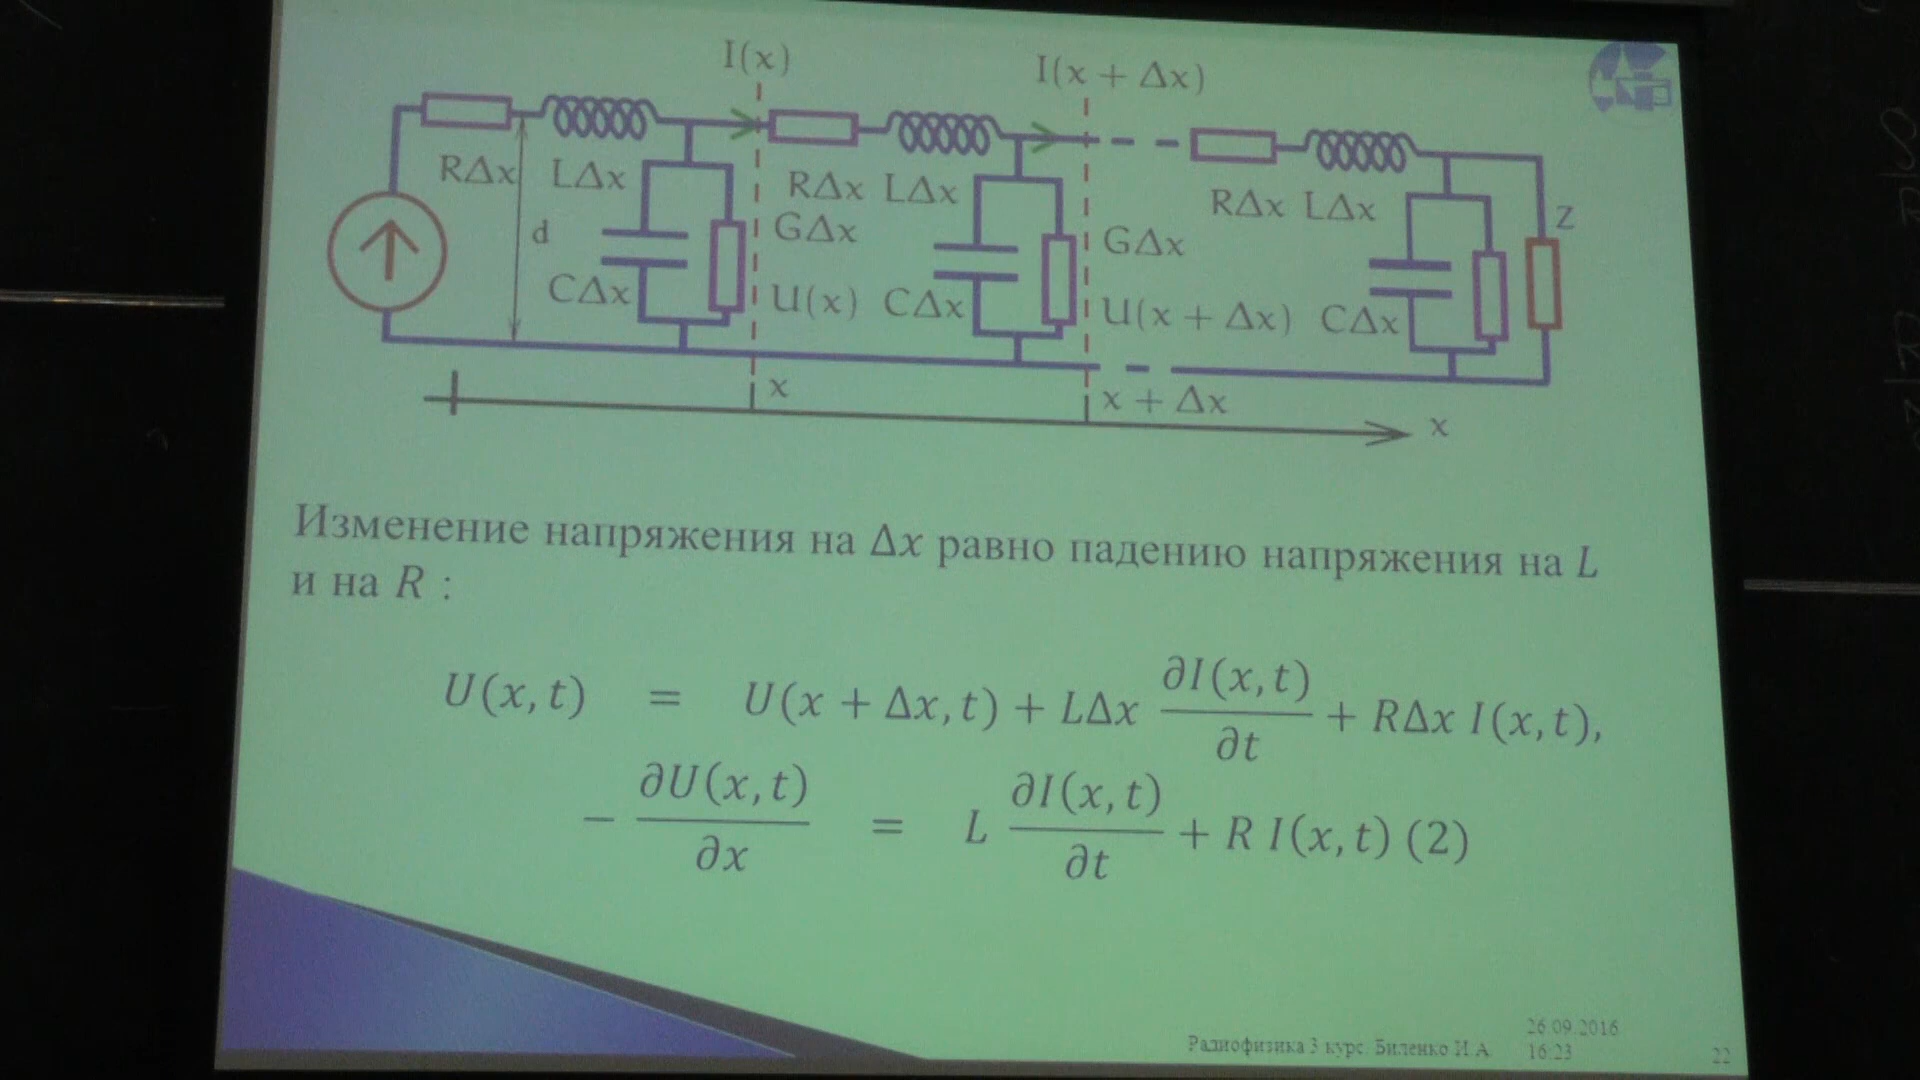 I(x) I(x + Δx)
RΔx LΔx RΔx LΔx RΔx LΔx Z
d GΔx GΔx
CΔx U(x) CΔx U(x + Δx) CΔx
x x + Δx x
Изменение напряжения на Δx равно падению напряжения на L
и на R :
U(x, t) = U(x + Δx, t) + LΔx ∂I(x, t)/∂t + RΔx I(x, t),
− ∂U(x, t)/∂x = L ∂I(x, t)/∂t + R I(x, t) (2)
26.09.2016
Радиофизика 3 курс. Биленко И.А. 16:23 22